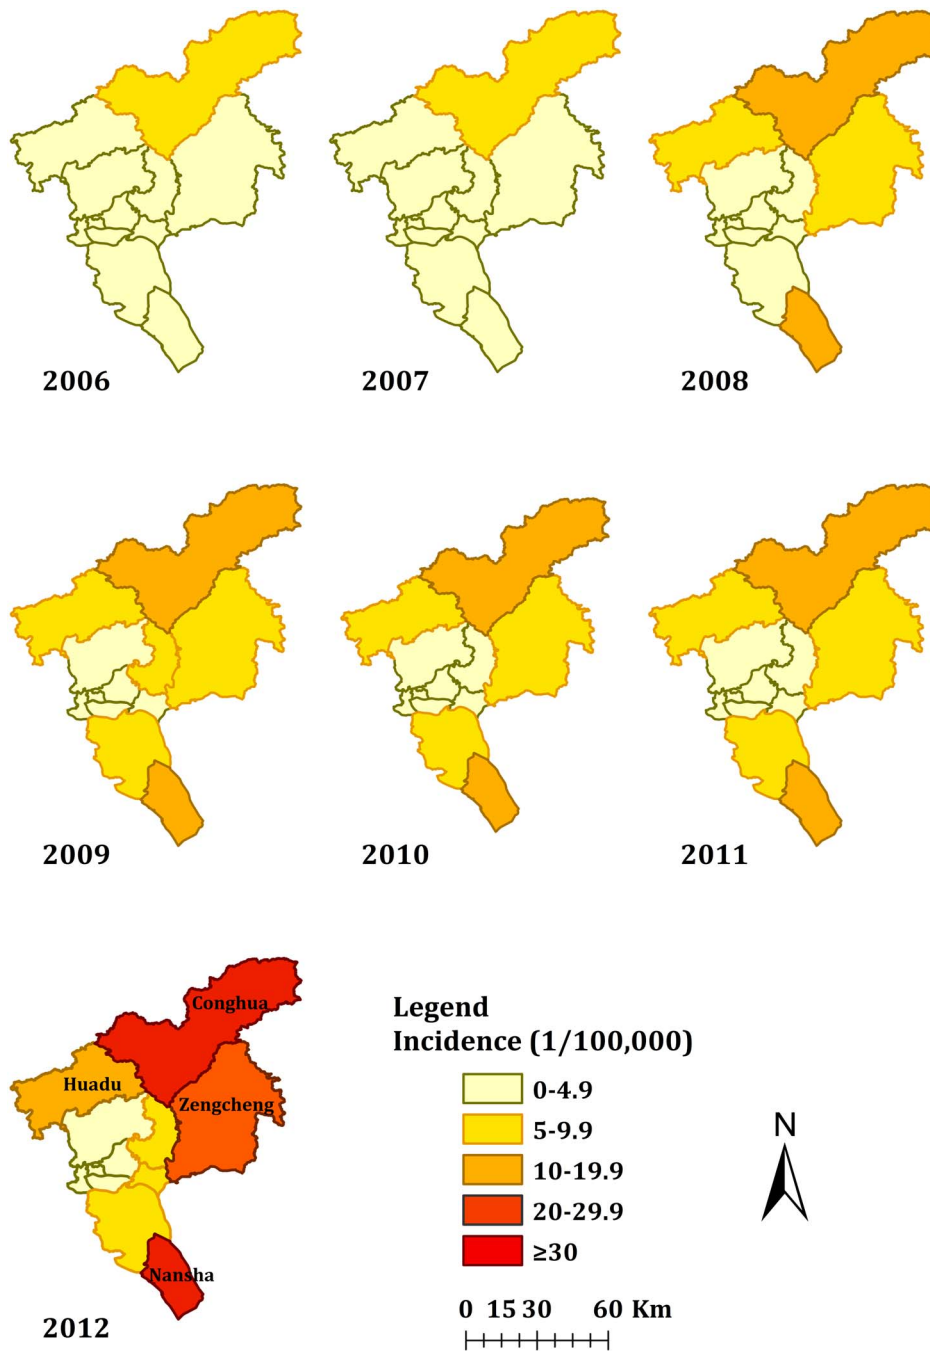 2006
2007
2008
2009
2010
2011
Conghua
Huadu
Zengcheng
Nansha
2012
Legend
Incidence (1/100,000)
0-4.9
5-9.9
10-19.9
20-29.9
≥30
N
0 15 30 60 Km